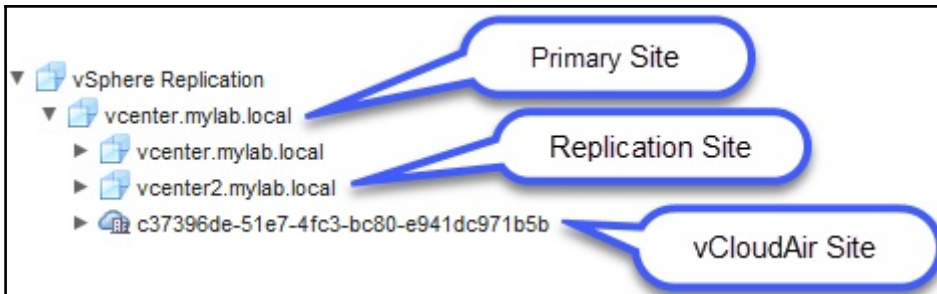 Primary Site
vSphere Replication
vcenter.mylab.local
vcenter.mylab.local
Replication Site
vcenter2.mylab.local
c37396de-51e7-4fc3-bc80-e941dc971b5b
vCloudAir Site